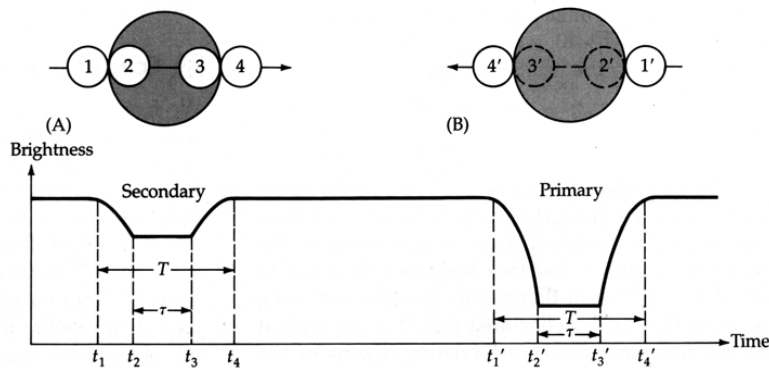 1 2 3 4
4′ 3′ 2′ 1′
(A)
(B)
Brightness
Secondary
Primary
T
τ
T
τ
Time
t₁ t₂ t₃ t₄ t₁′ t₂′ t₃′ t₄′